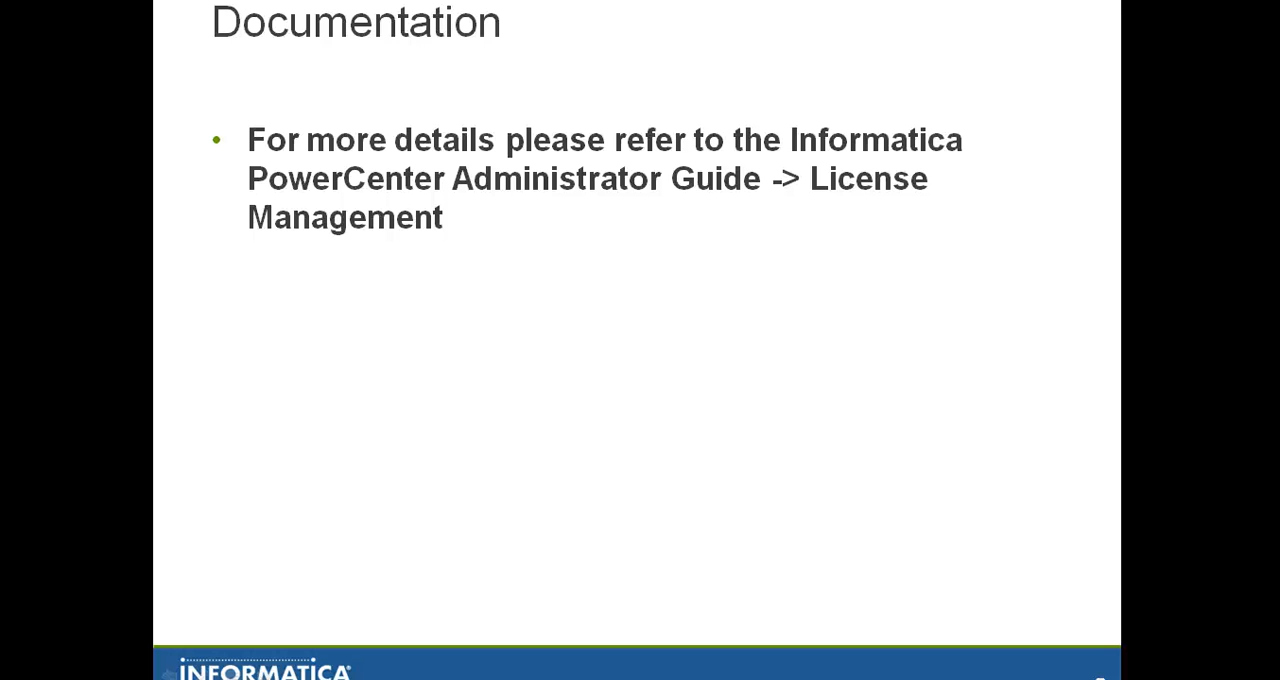 Documentation
• For more details please refer to the Informatica
PowerCenter Administrator Guide -> License
Management
INFORMATICA